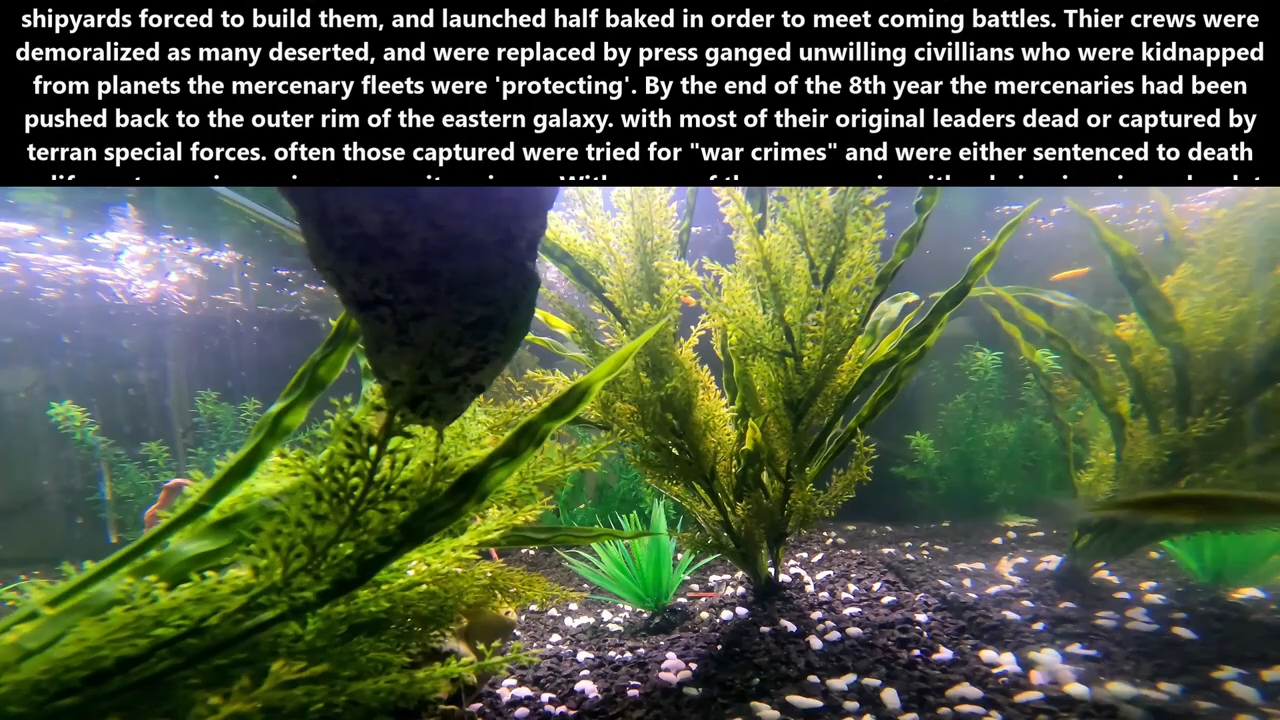 shipyards forced to build them, and launched half baked in order to meet coming battles. Thier crews were
demoralized as many deserted, and were replaced by press ganged unwilling civillians who were kidnapped
from planets the mercenary fleets were 'protecting'. By the end of the 8th year the mercenaries had been
pushed back to the outer rim of the eastern galaxy. with most of their original leaders dead or captured by
terran special forces. often those captured were tried for "war crimes" and were either sentenced to death